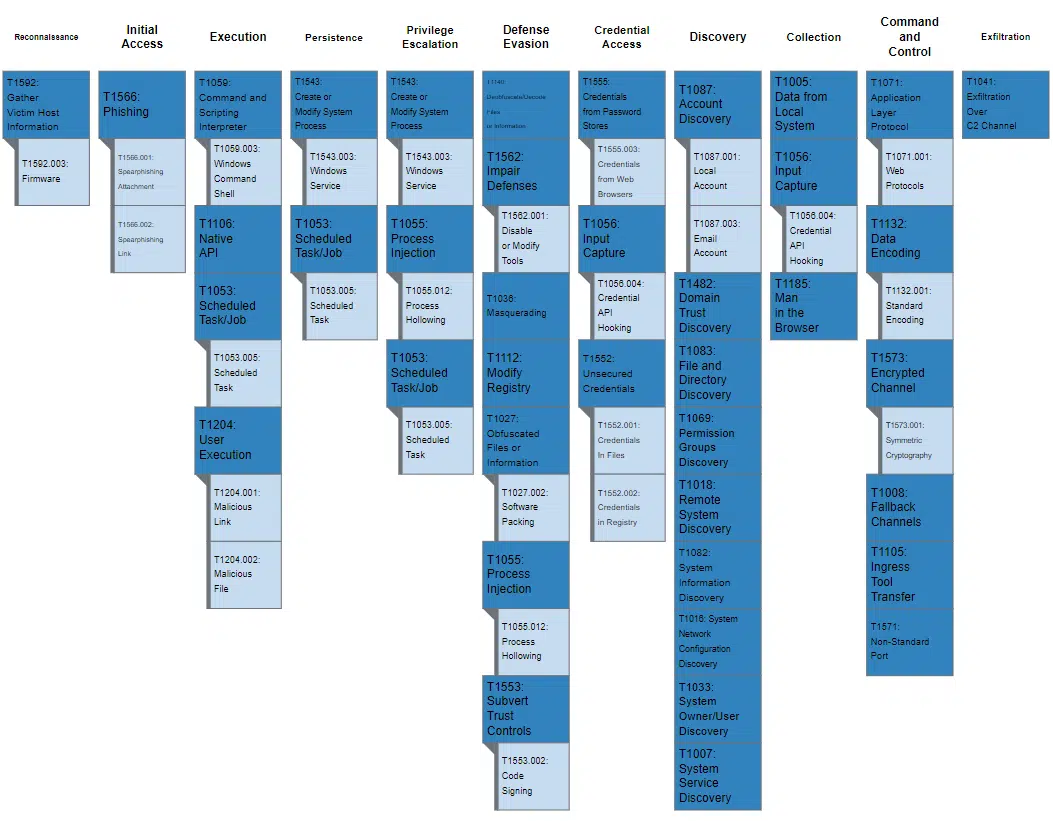 Reconnaissance
T1592:
Gather
Victim Host
Information
T1592.003:
Firmware
Initial
Access
T1566:
Phishing
T1566.001:
Spearphishing
Attachment
T1566.002:
Spearphishing
Link
Execution
T1059:
Command and
Scripting
Interpreter
T1059.003:
Windows
Command
Shell
T1106:
Native
API
T1053:
Scheduled
Task/Job
T1053.005:
Scheduled
Task
T1204:
User
Execution
T1204.001:
Malicious
Link
T1204.002:
Malicious
File
Persistence
T1543:
Create or
Modify System
Process
T1543.003:
Windows
Service
T1053:
Scheduled
Task/Job
T1053.005:
Scheduled
Task
Privilege
Escalation
T1543:
Create or
Modify System
Process
T1543.003:
Windows
Service
T1055:
Process
Injection
T1055.012:
Process
Hollowing
T1053:
Scheduled
Task/Job
T1053.005:
Scheduled
Task
Defense
Evasion
T1140:
Deobfuscate/Decode
Files
or Information
T1562:
Impair
Defenses
T1562.001:
Disable
or Modify
Tools
T1036:
Masquerading
T1112:
Modify
Registry
T1027:
Obfuscated
Files or
Information
T1027.002:
Software
Packing
T1055:
Process
Injection
T1055.012:
Process
Hollowing
T1553:
Subvert
Trust
Controls
T1553.002:
Code
Signing
Credential
Access
T1555:
Credentials
from Password
Stores
T1555.003:
Credentials
from Web
Browsers
T1056:
Input
Capture
T1056.004:
Credential
API
Hooking
T1552:
Unsecured
Credentials
T1552.001:
Credentials
In Files
T1552.002:
Credentials
in Registry
Discovery
T1087:
Account
Discovery
T1087.001:
Local
Account
T1087.003:
Email
Account
T1482:
Domain
Trust
Discovery
T1083:
File and
Directory
Discovery
T1069:
Permission
Groups
Discovery
T1018:
Remote
System
Discovery
T1082:
System
Information
Discovery
T1016: System
Network
Configuration
Discovery
T1033:
System
Owner/User
Discovery
T1007:
System
Service
Discovery
Collection
T1005:
Data from
Local
System
T1056:
Input
Capture
T1056.004:
Credential
API
Hooking
T1185:
Man
in the
Browser
Command
and
Control
T1071:
Application
Layer
Protocol
T1071.001:
Web
Protocols
T1132:
Data
Encoding
T1132.001:
Standard
Encoding
T1573:
Encrypted
Channel
T1573.001:
Symmetric
Cryptography
T1008:
Fallback
Channels
T1105:
Ingress
Tool
Transfer
T1571:
Non-Standard
Port
Exfiltration
T1041:
Exfiltration
Over
C2 Channel